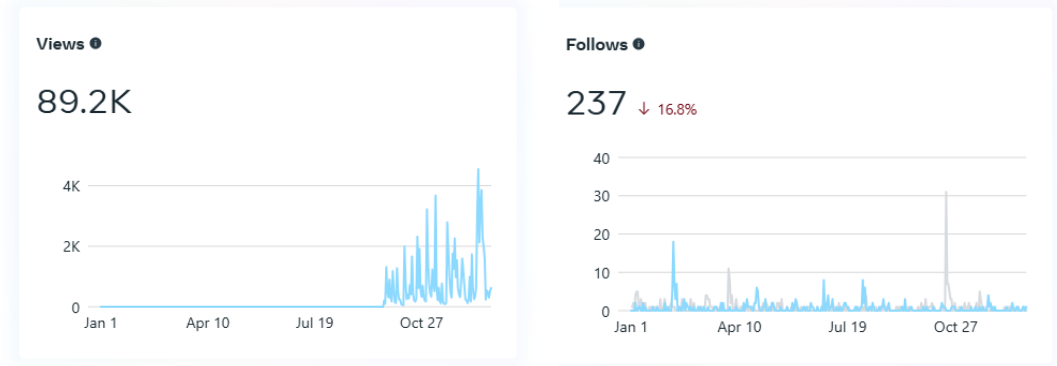 Views
89.2K
4K
2K
0
Jan 1 Apr 10 Jul 19 Oct 27
Follows
237 ↓ 16.8%
40
30
20
10
0
Jan 1 Apr 10 Jul 19 Oct 27